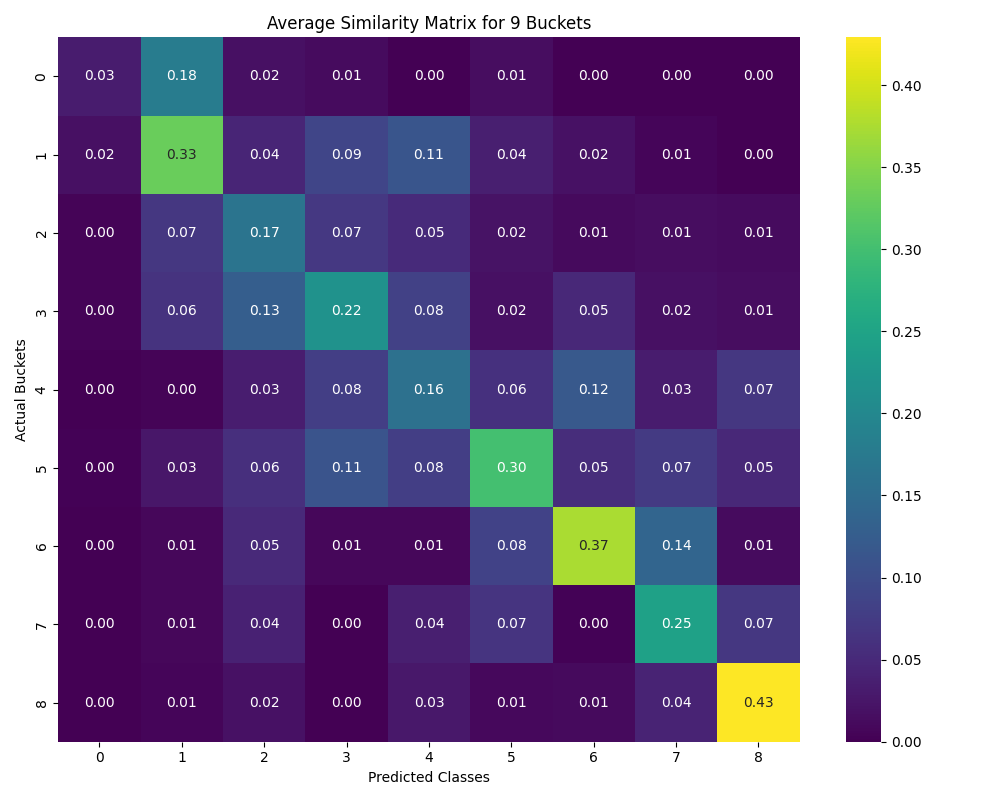 Average Similarity Matrix for 9 Buckets
0 0.03 0.18 0.02 0.01 0.00 0.01 0.00 0.00 0.00
1 0.02 0.33 0.04 0.09 0.11 0.04 0.02 0.01 0.00
2 0.00 0.07 0.17 0.07 0.05 0.02 0.01 0.01 0.01
3 0.00 0.06 0.13 0.22 0.08 0.02 0.05 0.02 0.01
4 0.00 0.00 0.03 0.08 0.16 0.06 0.12 0.03 0.07
5 0.00 0.03 0.06 0.11 0.08 0.30 0.05 0.07 0.05
6 0.00 0.01 0.05 0.01 0.01 0.08 0.37 0.14 0.01
7 0.00 0.01 0.04 0.00 0.04 0.07 0.00 0.25 0.07
8 0.00 0.01 0.02 0.00 0.03 0.01 0.01 0.04 0.43
0 1 2 3 4 5 6 7 8
Predicted Classes
Actual Buckets
0.40
0.35
0.30
0.25
0.20
0.15
0.10
0.05
0.00